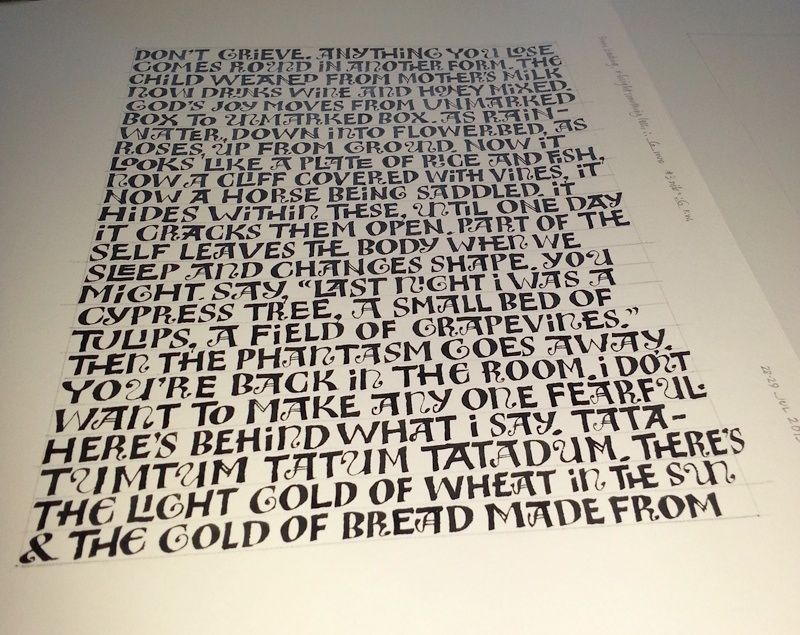 DON'T GRIEVE. ANYTHING YOU LOSE
COMES ROUND IN ANOTHER FORM. THE
CHILD WEANED FROM MOTHER'S MILK
NOW DRINKS WINE AND HONEY MIXED.
GOD'S JOY MOVES FROM UNMARKED
BOX TO UNMARKED BOX. AS RAIN-
WATER, DOWN INTO FLOWERBED, AS
ROSES, UP FROM GROUND. NOW IT
LOOKS LIKE A PLATE OF RICE AND FISH,
NOW A CLIFF COVERED WITH VINES, IT
NOW A HORSE BEING SADDLED. IT
HIDES WITHIN THESE, UNTIL ONE DAY
IT CRACKS THEM OPEN. PART OF THE
SELF LEAVES THE BODY WHEN WE
SLEEP AND CHANGES SHAPE. YOU
MIGHT SAY, "LAST NIGHT I WAS A
CYPRESS TREE, A SMALL BED OF
TULIPS, A FIELD OF GRAPEVINES."
THEN THE PHANTASM GOES AWAY.
YOU'RE BACK IN THE ROOM. I DON'T
WANT TO MAKE ANY ONE FEARFUL.
HERE'S BEHIND WHAT I SAY. TATA-
TUMTUM TATUM TATADUM. THERE'S
THE LIGHT GOLD OF WHEAT IN THE SUN
& THE GOLD OF BREAD MADE FROM